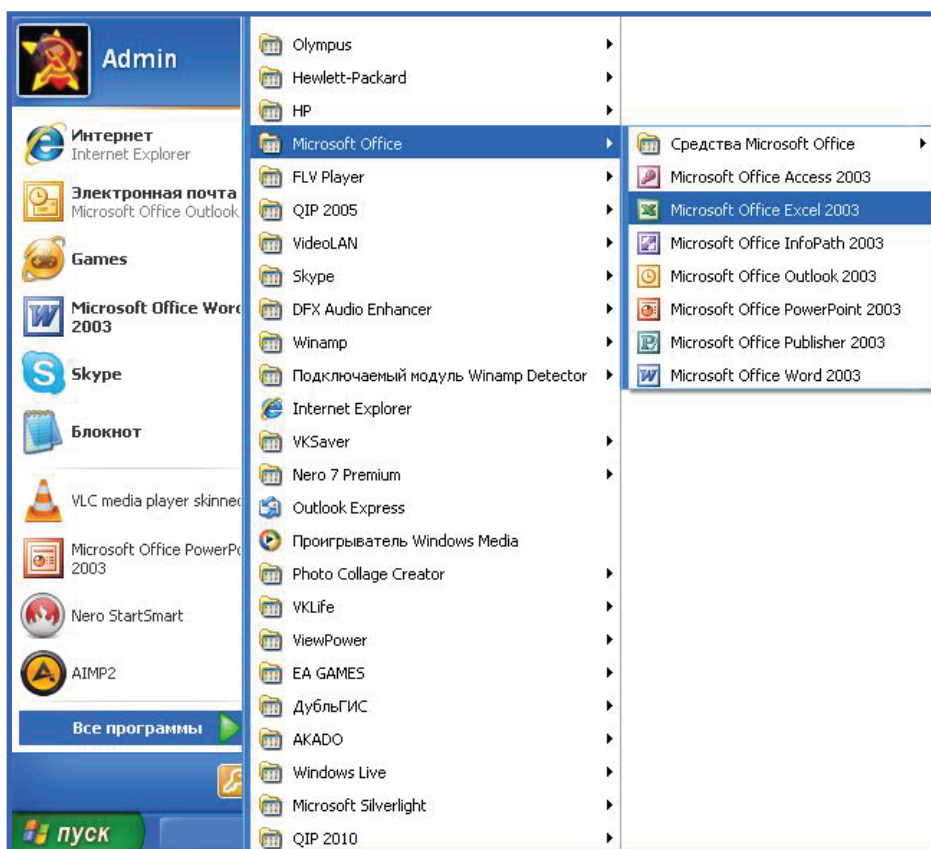 Admin
Интернет
Internet Explorer
Электронная почта
Microsoft Office Outlook
Games
Microsoft Office Word
2003
Skype
Блокнот
VLC media player skinned
Microsoft Office PowerPo
2003
Nero StartSmart
AIMP2
Все программы
пуск
Olympus
Hewlett-Packard
HP
Microsoft Office
FLV Player
QIP 2005
VideoLAN
Skype
DFX Audio Enhancer
Winamp
Подключаемый модуль Winamp Detector
Internet Explorer
VKSaver
Nero 7 Premium
Outlook Express
Проигрыватель Windows Media
Photo Collage Creator
VKLife
ViewPower
EA GAMES
ДубльГИС
AKADO
Windows Live
Microsoft Silverlight
QIP 2010
Средства Microsoft Office
Microsoft Office Access 2003
Microsoft Office Excel 2003
Microsoft Office InfoPath 2003
Microsoft Office Outlook 2003
Microsoft Office PowerPoint 2003
Microsoft Office Publisher 2003
Microsoft Office Word 2003